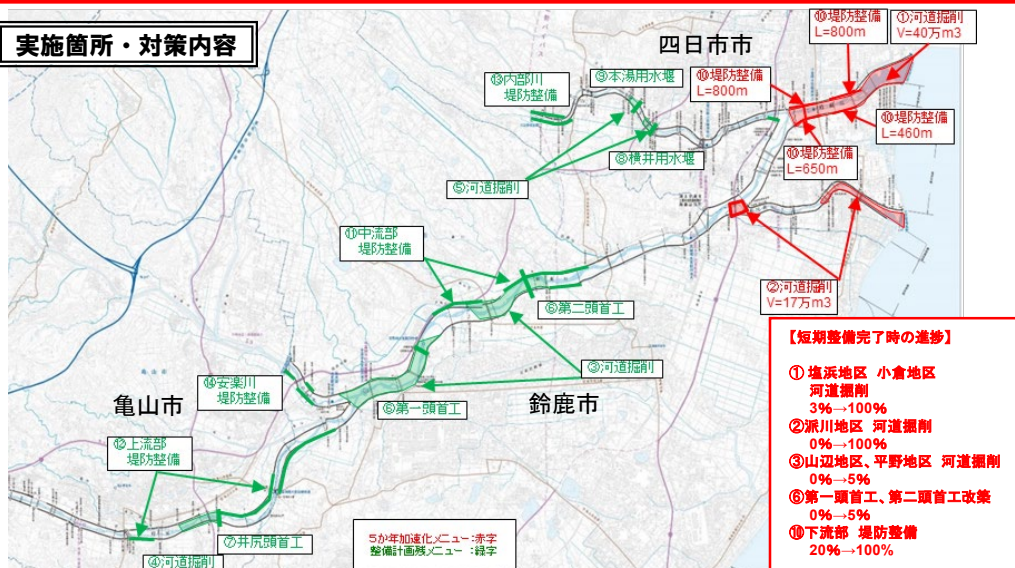 実施箇所・対策内容
四日市市
⑩堤防整備
L=800m
①河道掘削
V=40万m3
⑬内部川
堤防整備
⑨本湯用水堰
⑩堤防整備
L=800m
⑩堤防整備
L=460m
⑧横井用水堰
⑩堤防整備
L=650m
⑤河道掘削
⑪中流部
堤防整備
②河道掘削
V=17万m3
⑥第二頭首工
③河道掘削
⑭安楽川
堤防整備
亀山市
⑥第一頭首工
鈴鹿市
⑫上流部
堤防整備
⑦井尻頭首工
④河道掘削
5か年加速化メニュー:赤字
整備計画残メニュー:緑字
【短期整備完了時の進捗】
①塩浜地区 小倉地区
河道掘削
3%→100%
②派川地区 河道掘削
0%→100%
③山辺地区、平野地区 河道掘削
0%→5%
⑥第一頭首工、第二頭首工改築
0%→5%
⑩下流部 堤防整備
20%→100%